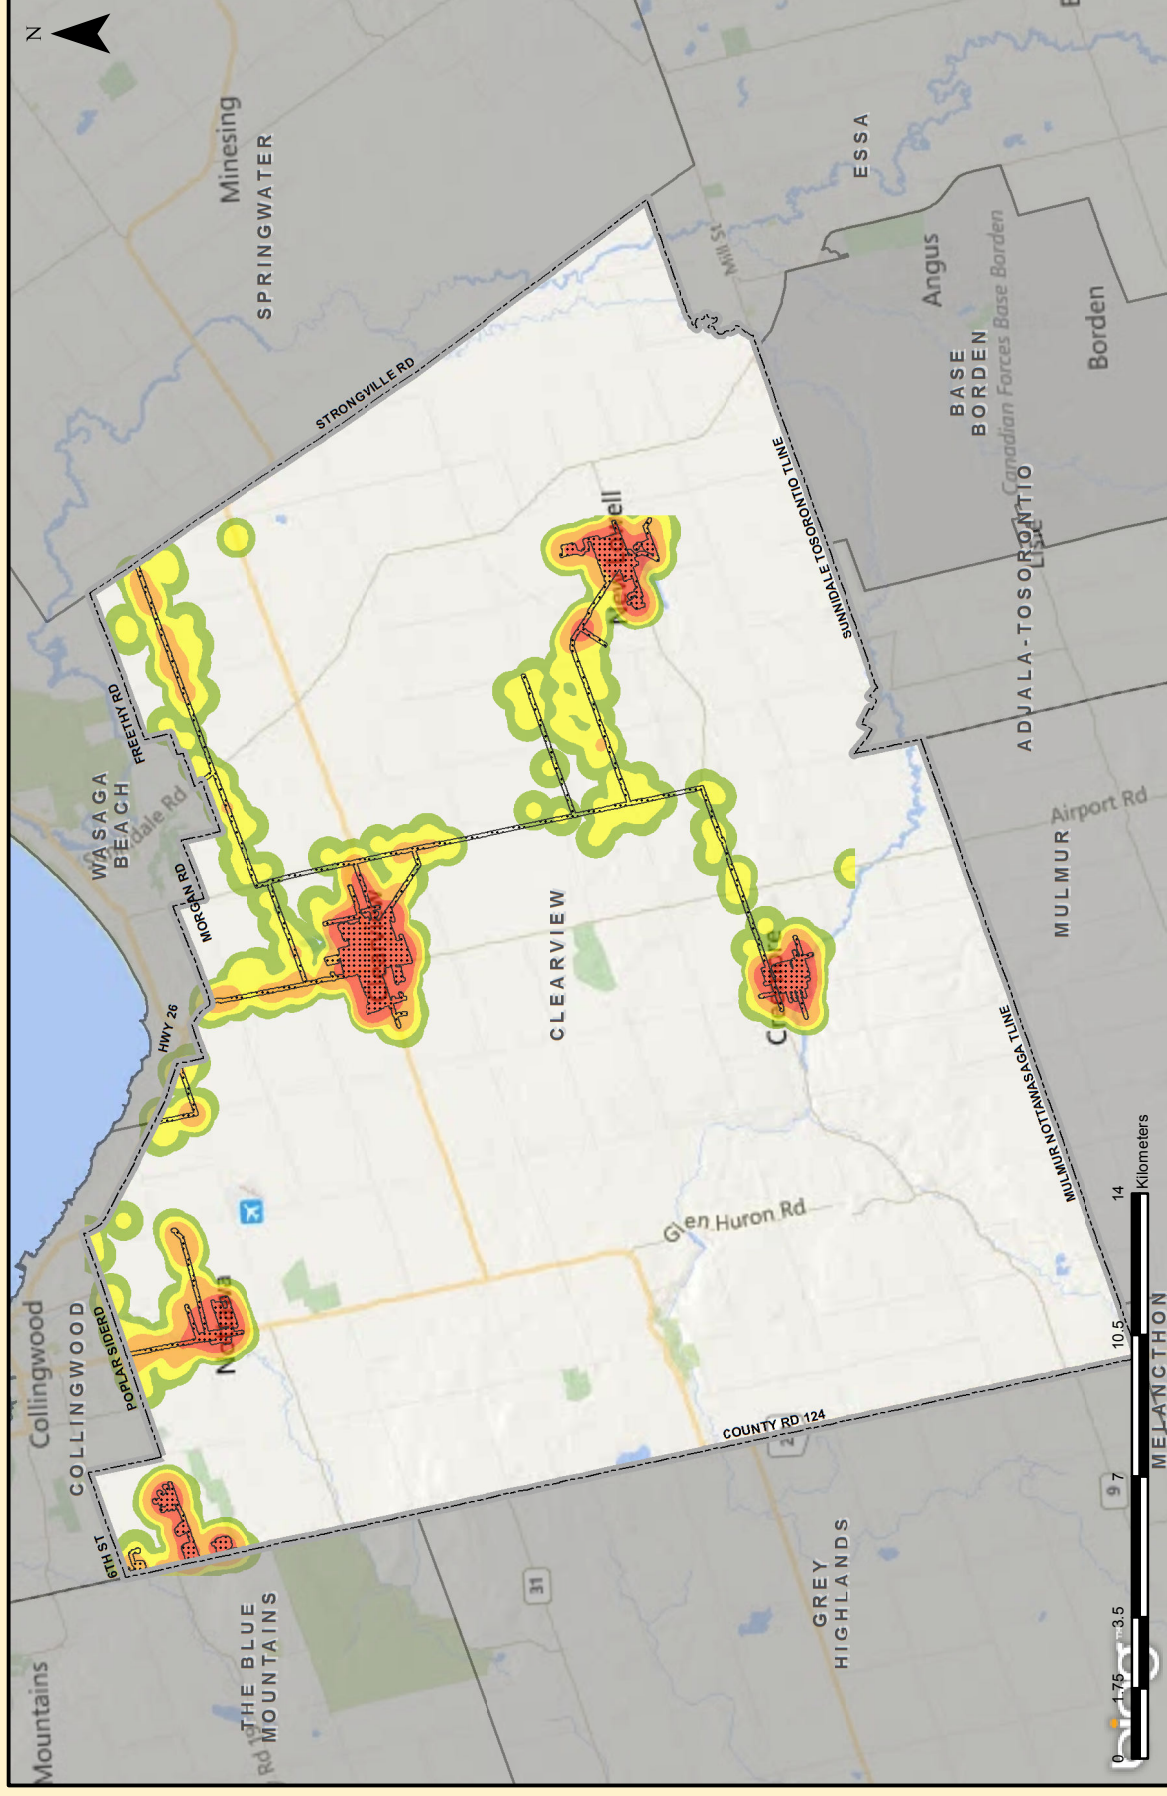 N
Minesing
SPRINGWATER
ESSA
Mill St
Angus
BASE
BORDEN
Canadian Forces Base Borden
Borden
STRONGVILLE RD
SUNNIDALE TOSORONTIO TLINE
ADJALA-TOSORONTIO
Lisle
FREETHY RD
WASAGA
BEACH
MORGAN RD
HWY 26
CLEARVIEW
MULMUR
Airport Rd
MULMUR NOTTAWASAGA TLINE
Glen Huron Rd
Collingwood
COLLINGWOOD
POPLAR SIDERD
6TH ST
COUNTY RD 124
31
9
GREY
HIGHLANDS
THE BLUE
MOUNTAINS
Mountains
MELANCTHON
0
1.75
3.5
7
10.5
14
Kilometers